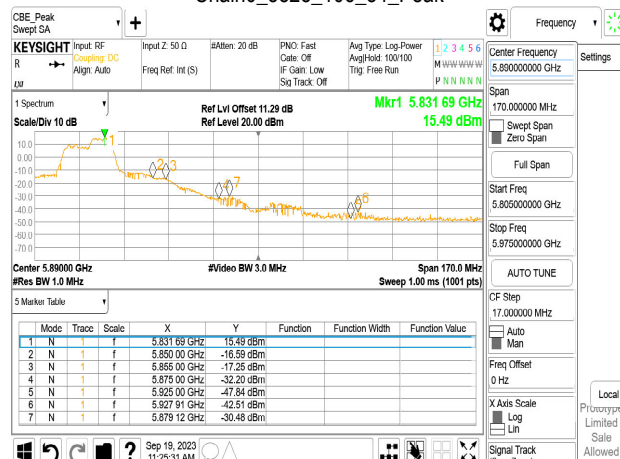 CBE_Peak
Swept SA
Frequency
KEYSIGHT
R
Input: RF
Coupling: DC
Align: Auto
Input Z: 50 Ω
Freq Ref: Int (S)
#Atten: 20 dB
PNO: Fast
Gate: Off
IF Gain: Low
Sig Track: Off
Avg Type: Log-Power
Avg|Hold: 100/100
Trig: Free Run
1 2 3 4 5 6
M W W W W W
P N N N N N
1 Spectrum
Scale/Div 10 dB
Ref Lvl Offset 11.29 dB
Ref Level 20.00 dBm
Mkr1 5.831 69 GHz
15.49 dBm
10.0
0.00
-10.0
-20.0
-30.0
-40.0
-50.0
-60.0
-70.0
Center 5.89000 GHz
#Res BW 1.0 MHz
#Video BW 3.0 MHz
Span 170.0 MHz
Sweep 1.00 ms (1001 pts)
5 Marker Table
Mode Trace Scale X Y Function Function Width Function Value
1 N 1 f 5.831 69 GHz 15.49 dBm
2 N 1 f 5.850 00 GHz -16.59 dBm
3 N 1 f 5.855 00 GHz -17.25 dBm
4 N 1 f 5.875 00 GHz -32.20 dBm
5 N 1 f 5.925 00 GHz -47.84 dBm
6 N 1 f 5.927 91 GHz -42.51 dBm
7 N 1 f 5.879 12 GHz -30.48 dBm
Sep 19, 2023
11:25:31 AM
Center Frequency
5.890000000 GHz
Settings
Span
170.000000 MHz
Swept Span
Zero Span
Full Span
Start Freq
5.805000000 GHz
Stop Freq
5.975000000 GHz
AUTO TUNE
CF Step
17.000000 MHz
Auto
Man
Freq Offset
0 Hz
X Axis Scale
Log
Lin
Local
Prototype
Limited
Sale
Allowed
Signal Track